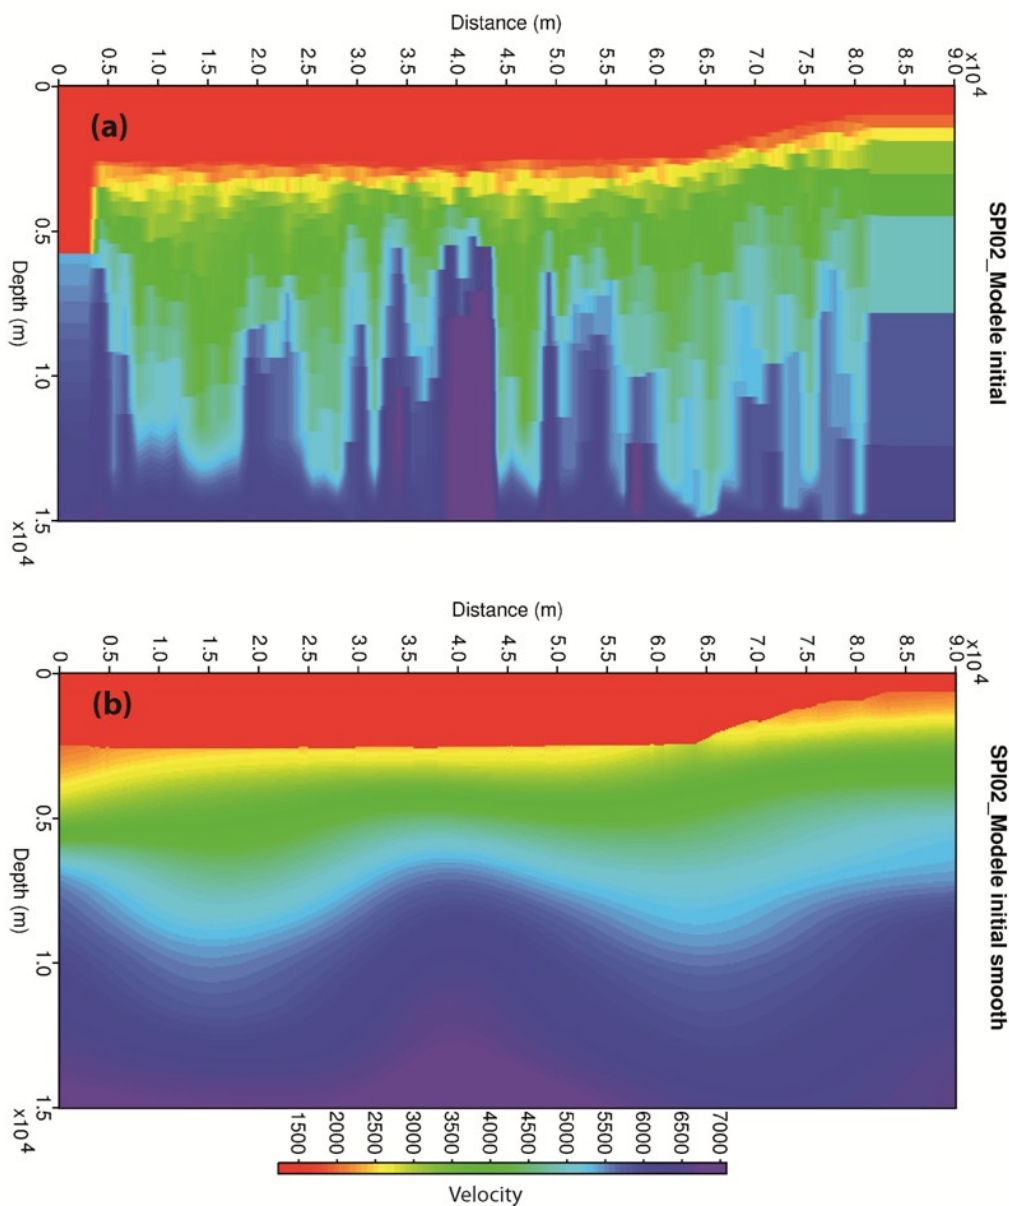 Distance (m)
0 0.5 1.0 1.5 2.0 2.5 3.0 3.5 4.0 4.5 5.0 5.5 6.0 6.5 7.0 7.5 8.0 8.5 9.0
x10 4
(a)
0 0.5 1.0 1.5
x10 4
Depth (m)
SPI02_Modele initial
Distance (m)
0 0.5 1.0 1.5 2.0 2.5 3.0 3.5 4.0 4.5 5.0 5.5 6.0 6.5 7.0 7.5 8.0 8.5 9.0
x10 4
(b)
0 0.5 1.0 1.5
x10 4
Depth (m)
SPI02_Modele initial smooth
1500 2000 2500 3000 3500 4000 4500 5000 5500 6000 6500 7000
Velocity